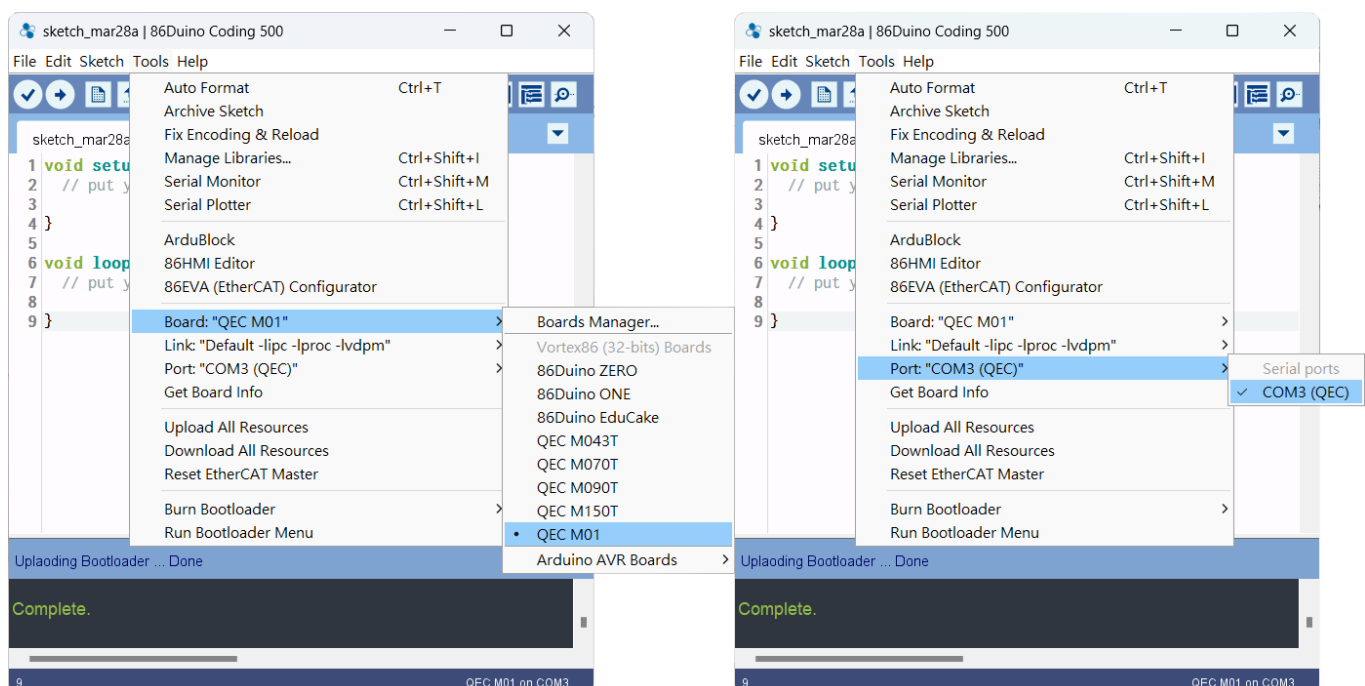 sketch_mar28a | 86Duino Coding 500
File Edit Sketch Tools Help
Auto Format Ctrl+T
Archive Sketch
Fix Encoding & Reload
Manage Libraries... Ctrl+Shift+I
Serial Monitor Ctrl+Shift+M
Serial Plotter Ctrl+Shift+L
ArduBlock
86HMI Editor
86EVA (EtherCAT) Configurator
Board: "QEC M01"
Link: "Default -lipc -lproc -lvdpm"
Port: "COM3 (QEC)"
Get Board Info
Upload All Resources
Download All Resources
Reset EtherCAT Master
Burn Bootloader
Run Bootloader Menu
Boards Manager...
Vortex86 (32-bits) Boards
86Duino ZERO
86Duino ONE
86Duino EduCake
QEC M043T
QEC M070T
QEC M090T
QEC M150T
QEC M01
Arduino AVR Boards
sketch_mar28a
1 void setu
2 // put y
3
4 }
5
6 void loop
7 // put y
8
9 }
Uplaoding Bootloader ... Done
Complete.
9 QEC M01 on COM3
sketch_mar28a | 86Duino Coding 500
File Edit Sketch Tools Help
Auto Format Ctrl+T
Archive Sketch
Fix Encoding & Reload
Manage Libraries... Ctrl+Shift+I
Serial Monitor Ctrl+Shift+M
Serial Plotter Ctrl+Shift+L
ArduBlock
86HMI Editor
86EVA (EtherCAT) Configurator
Board: "QEC M01"
Link: "Default -lipc -lproc -lvdpm"
Port: "COM3 (QEC)"
Get Board Info
Upload All Resources
Download All Resources
Reset EtherCAT Master
Burn Bootloader
Run Bootloader Menu
Serial ports
COM3 (QEC)
sketch_mar28a
1 void setu
2 // put y
3
4 }
5
6 void loop
7 // put y
8
9 }
Uplaoding Bootloader ... Done
Complete.
9 QEC M01 on COM3